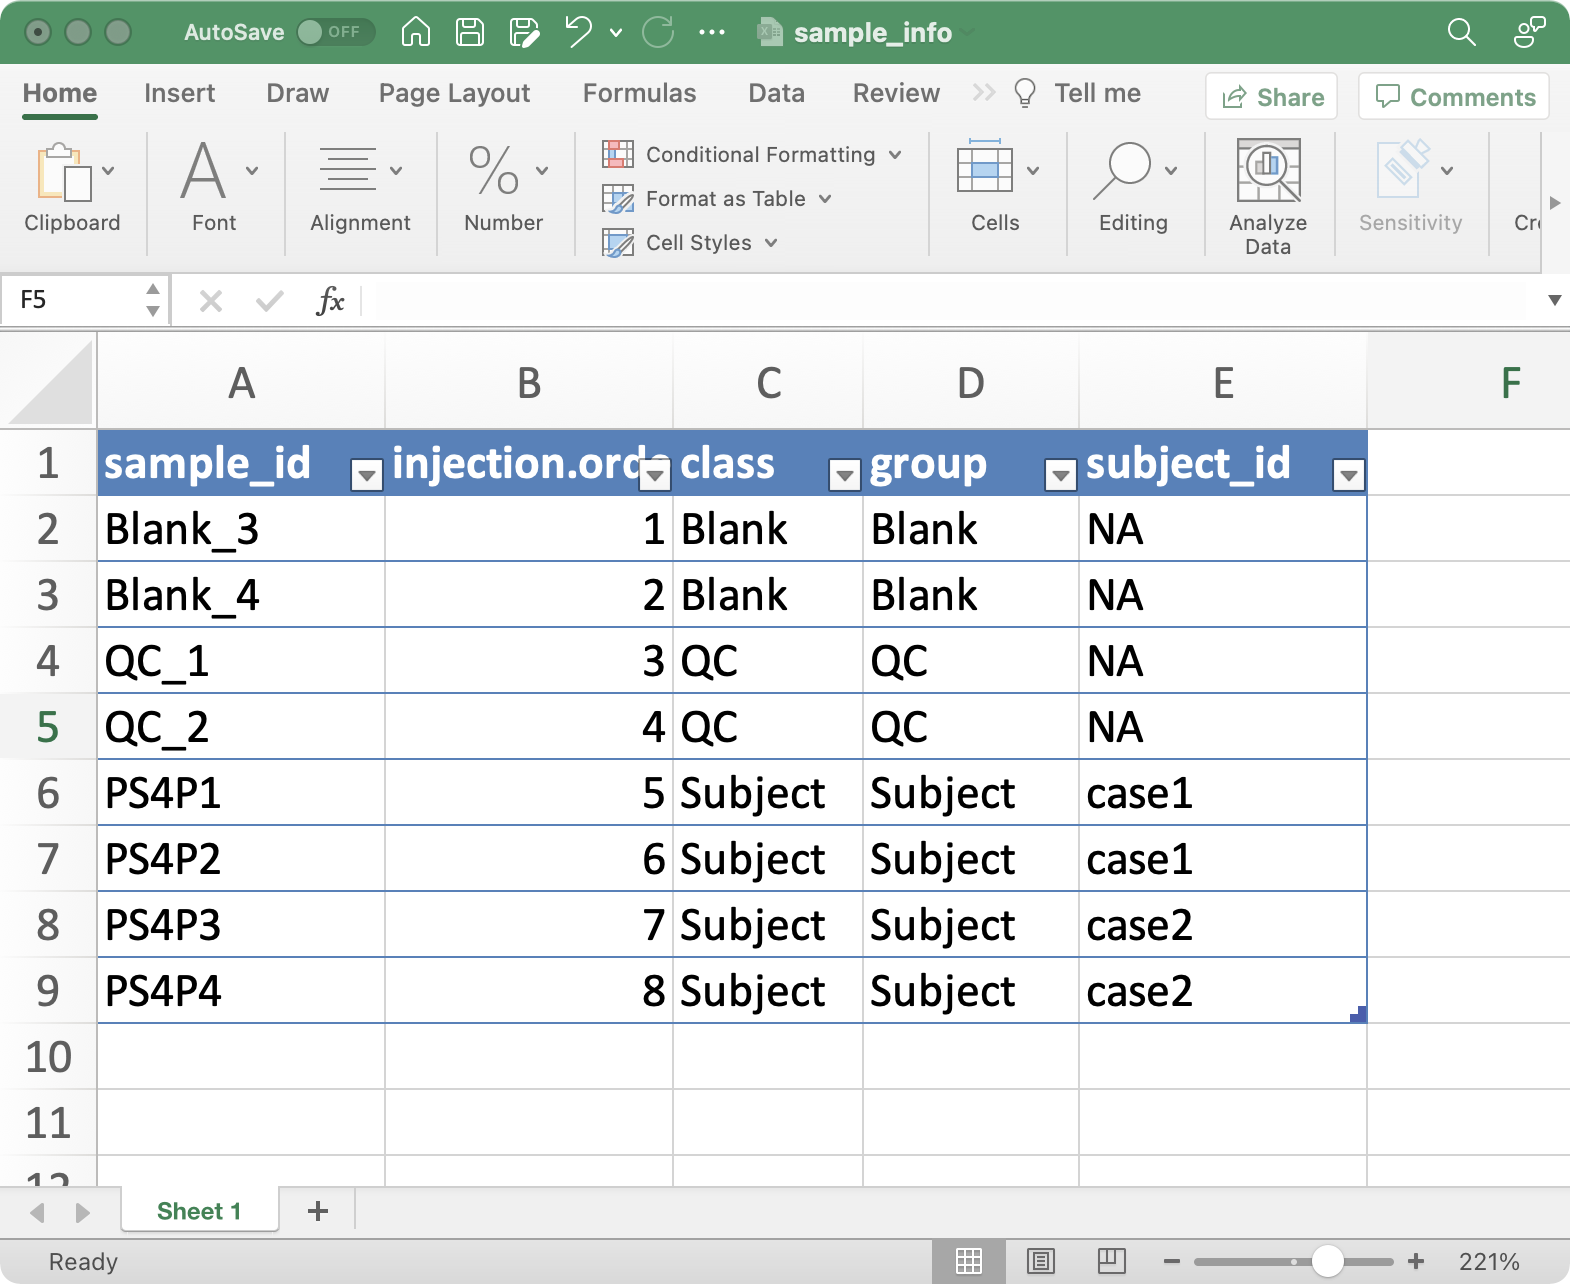 AutoSave OFF sample_info
Home Insert Draw Page Layout Formulas Data Review Tell me Share Comments
Clipboard Font Alignment Number Conditional Formatting Format as Table Cell Styles Cells Editing Analyze Data Sensitivity
F5 fx
A B C D E F
1 sample_id injection.orde class group subject_id
2 Blank_3 1 Blank Blank NA
3 Blank_4 2 Blank Blank NA
4 QC_1 3 QC QC NA
5 QC_2 4 QC QC NA
6 PS4P1 5 Subject Subject case1
7 PS4P2 6 Subject Subject case1
8 PS4P3 7 Subject Subject case2
9 PS4P4 8 Subject Subject case2
10
11
12
Sheet 1 +
Ready 221%